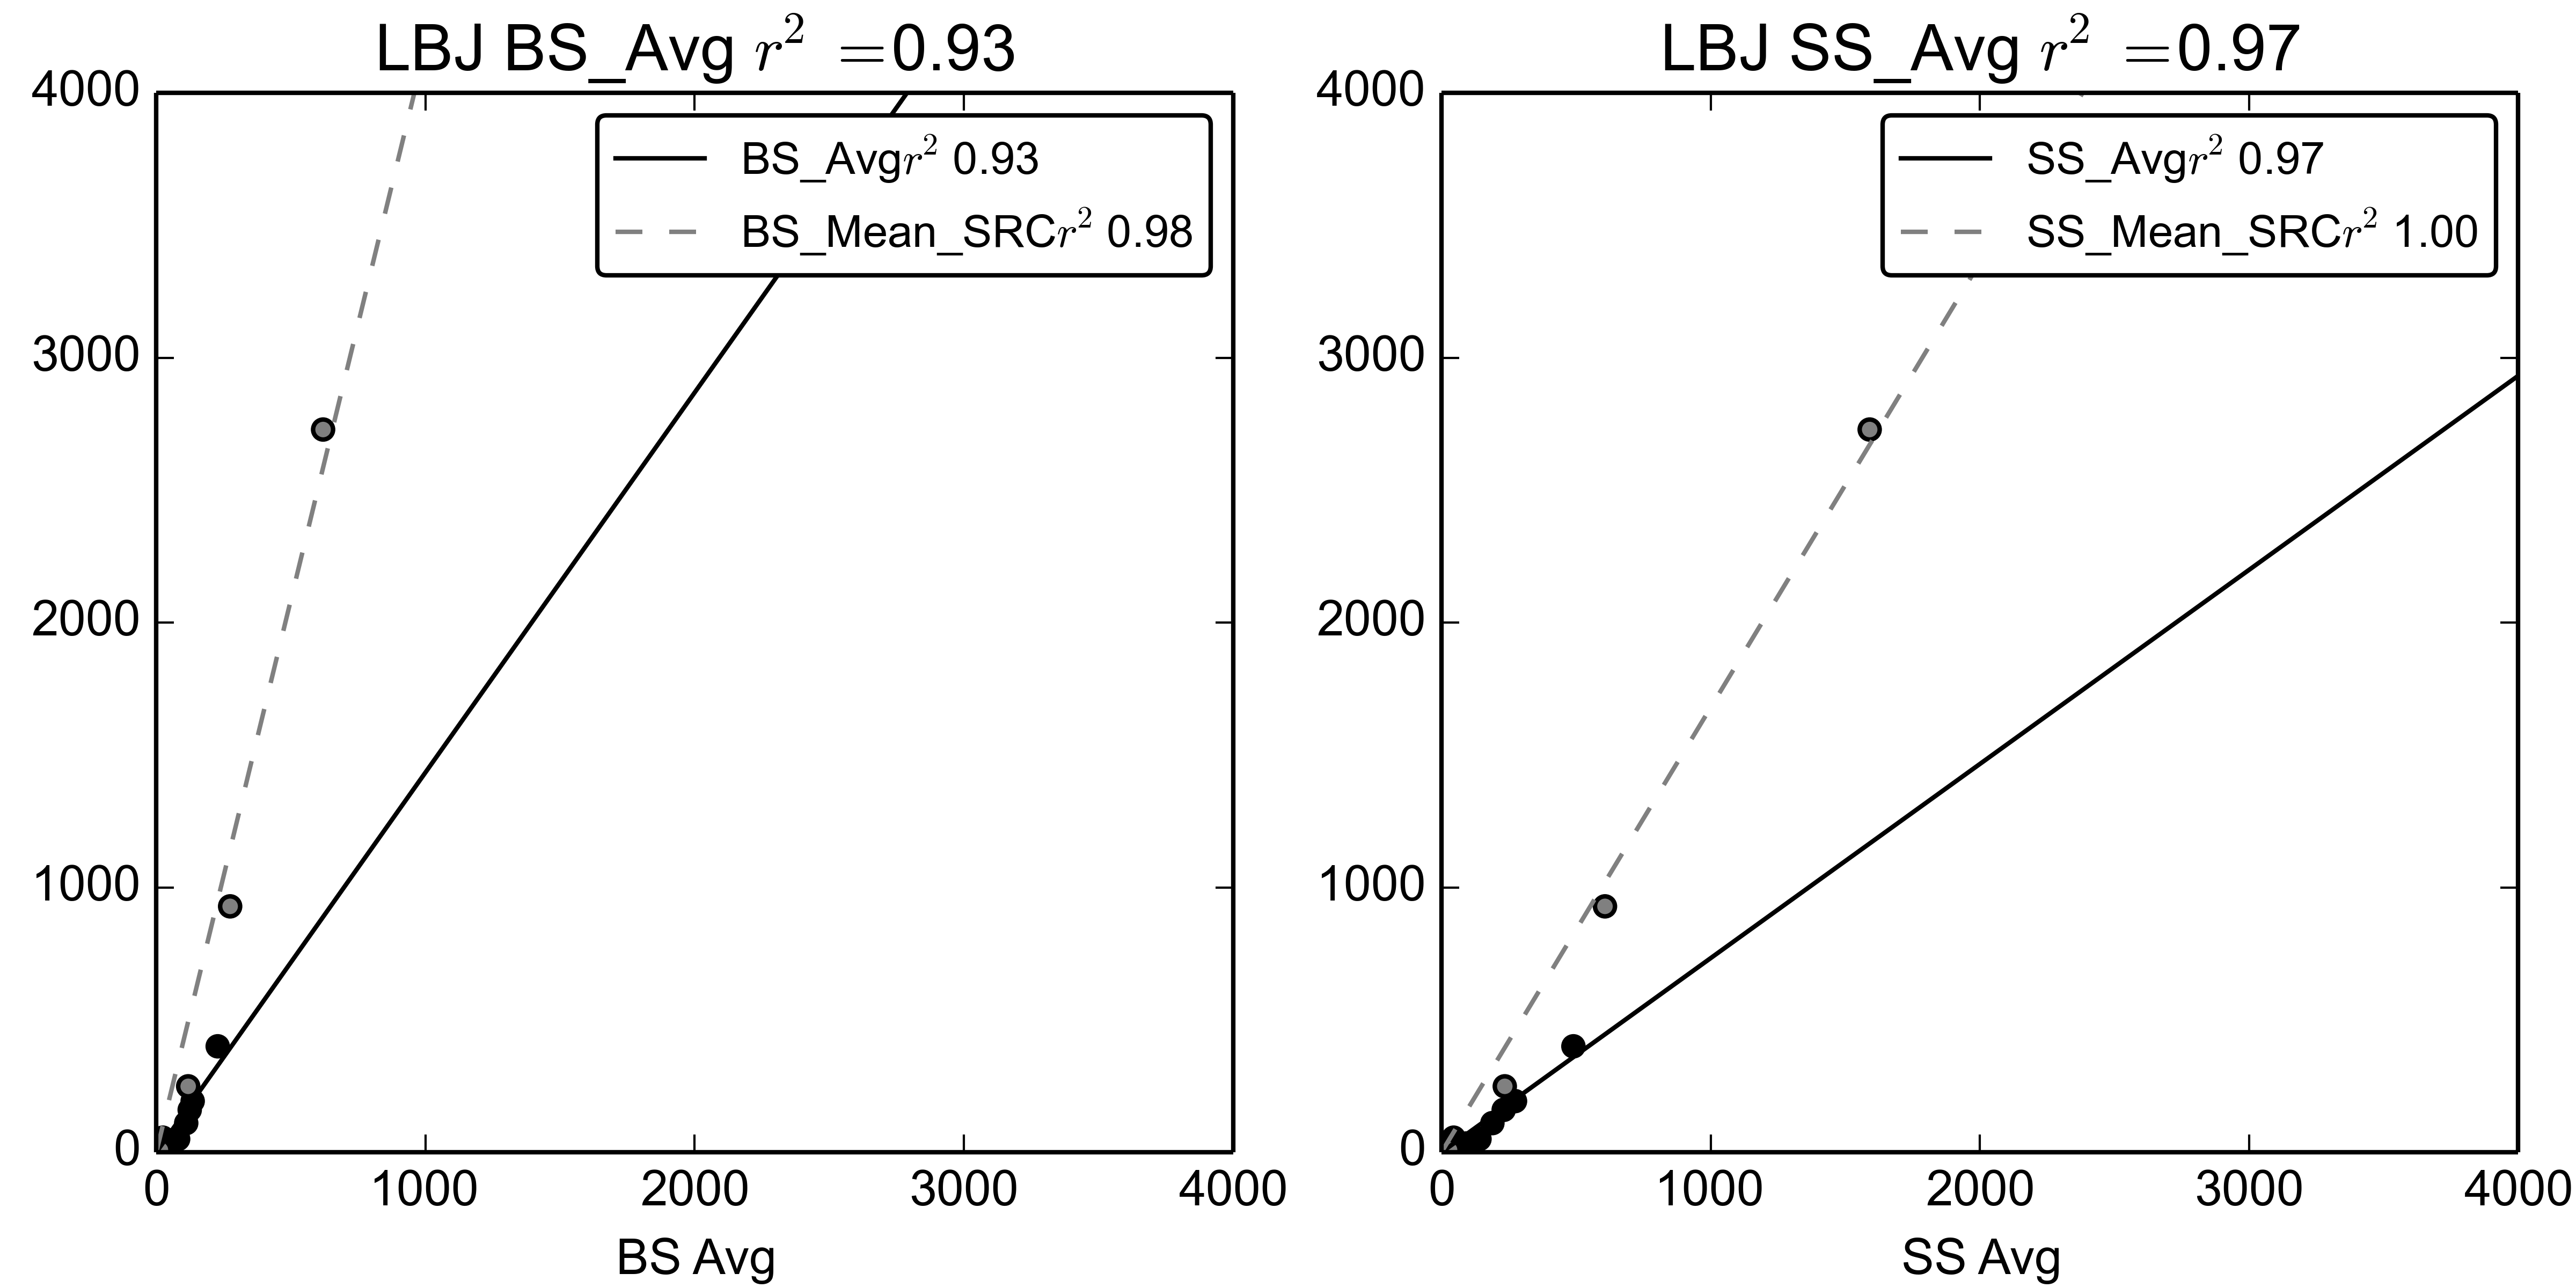 LBJ BS_Avg r² =0.93
4000
3000
2000
1000
0
BS_Avgr² 0.93
BS_Mean_SRCr² 0.98
0 1000 2000 3000 4000
BS Avg
LBJ SS_Avg r² =0.97
4000
3000
2000
1000
0
SS_Avgr² 0.97
SS_Mean_SRCr² 1.00
0 1000 2000 3000 4000
SS Avg